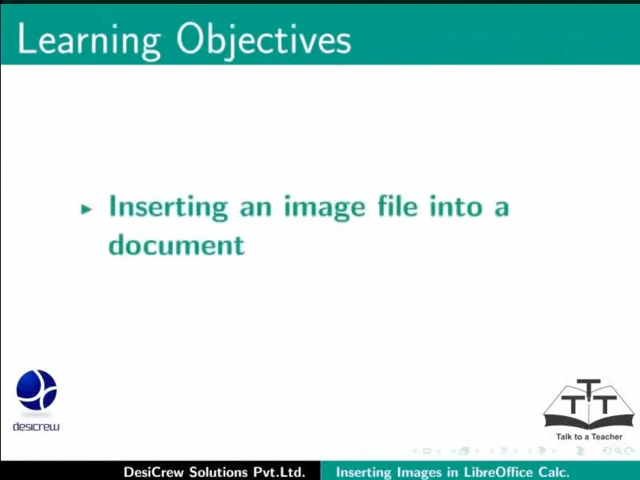 Learning Objectives
Inserting an image file into a
document
desicrew
TTT
Talk to a Teacher
DesiCrew Solutions Pvt.Ltd.
Inserting Images in LibreOffice Calc.